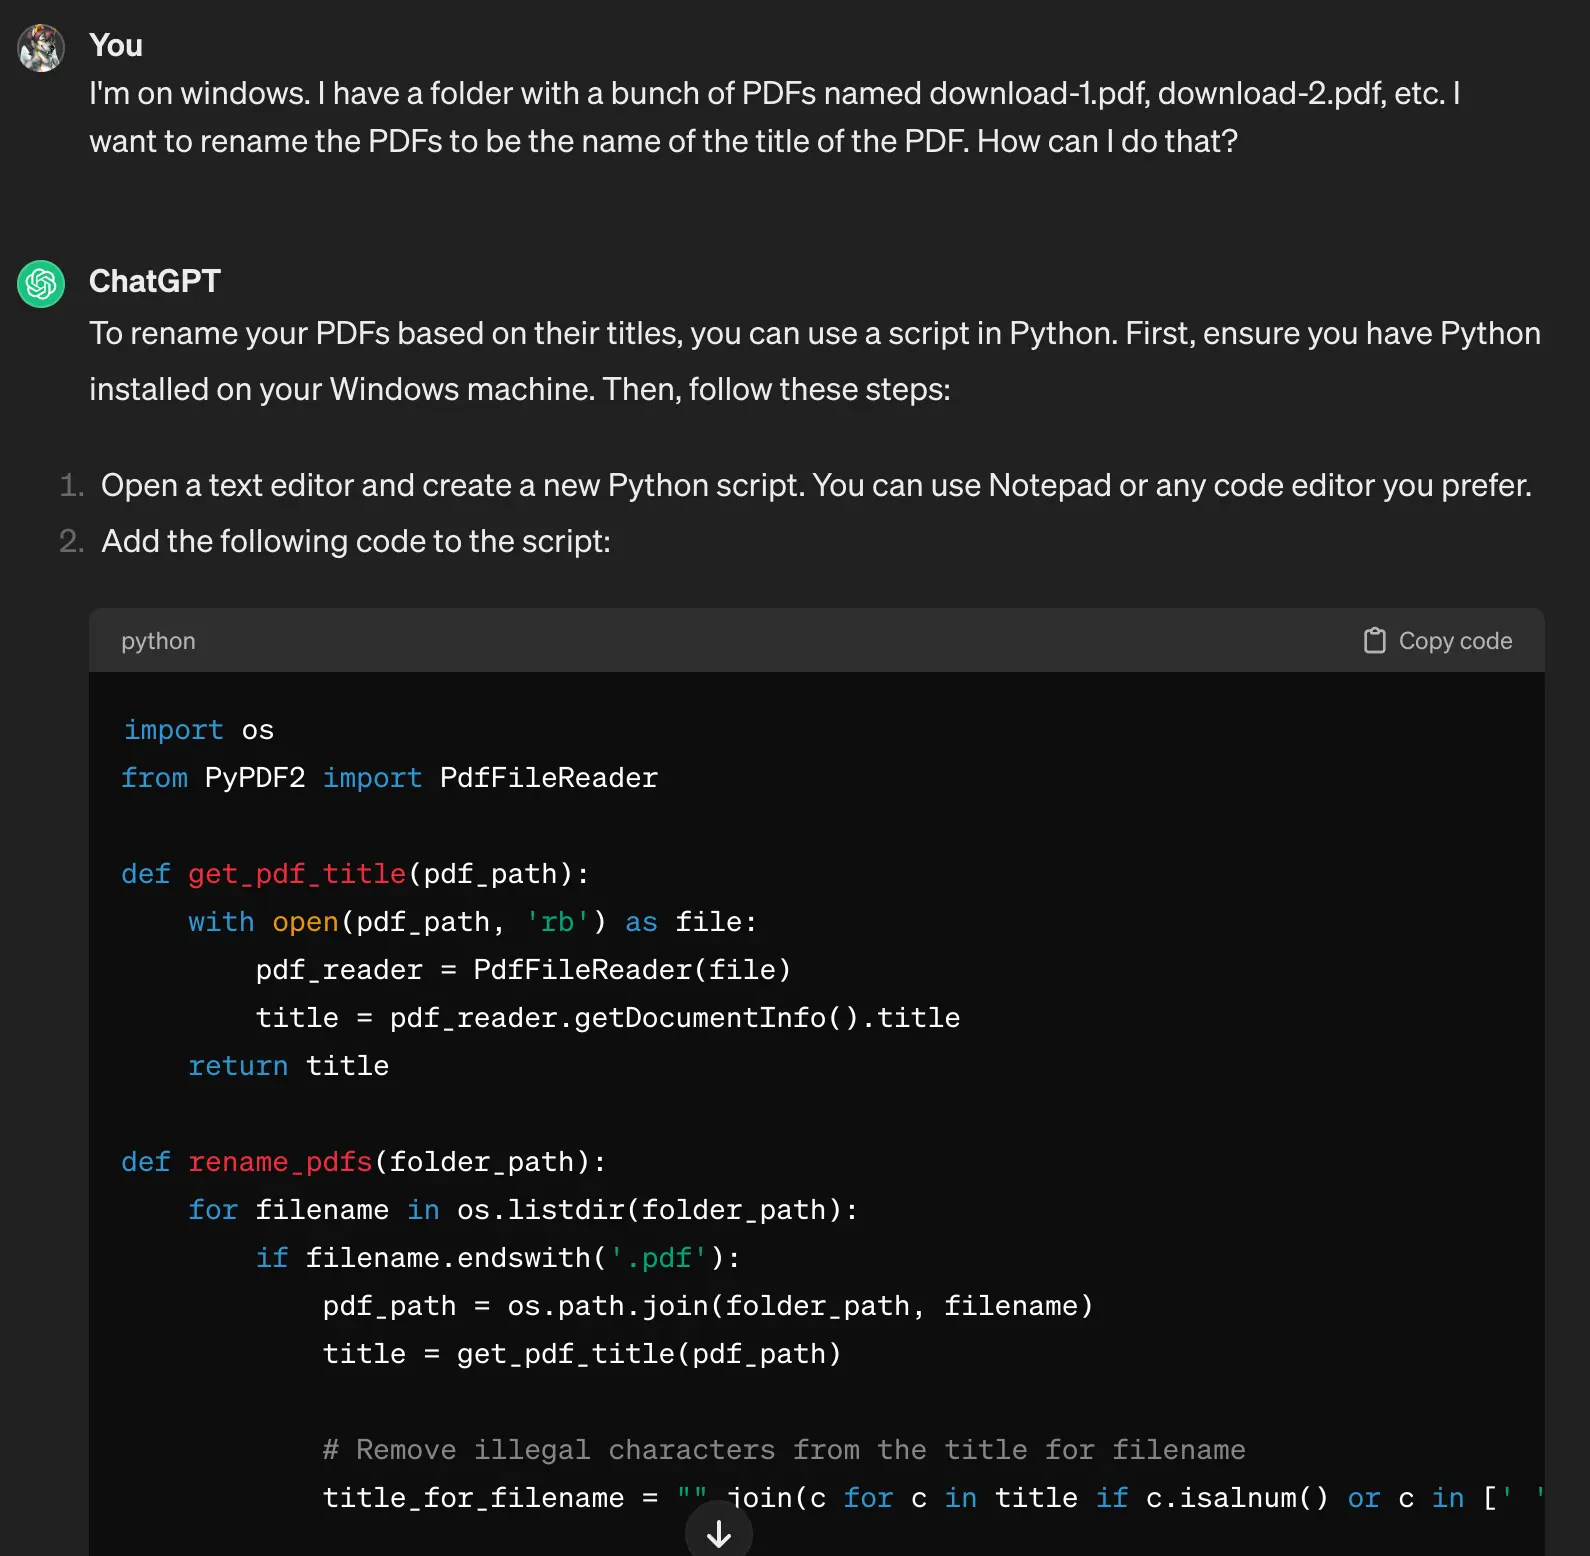 You
I'm on windows. I have a folder with a bunch of PDFs named download-1.pdf, download-2.pdf, etc. I
want to rename the PDFs to be the name of the title of the PDF. How can I do that?
ChatGPT
To rename your PDFs based on their titles, you can use a script in Python. First, ensure you have Python
installed on your Windows machine. Then, follow these steps:
1. Open a text editor and create a new Python script. You can use Notepad or any code editor you prefer.
2. Add the following code to the script:
python Copy code
import os
from PyPDF2 import PdfFileReader
def get_pdf_title(pdf_path):
    with open(pdf_path, 'rb') as file:
        pdf_reader = PdfFileReader(file)
        title = pdf_reader.getDocumentInfo().title
    return title
def rename_pdfs(folder_path):
    for filename in os.listdir(folder_path):
        if filename.endswith('.pdf'):
            pdf_path = os.path.join(folder_path, filename)
            title = get_pdf_title(pdf_path)
            # Remove illegal characters from the title for filename
            title_for_filename = "" join(c for c in title if c.isalnum() or c in [' '